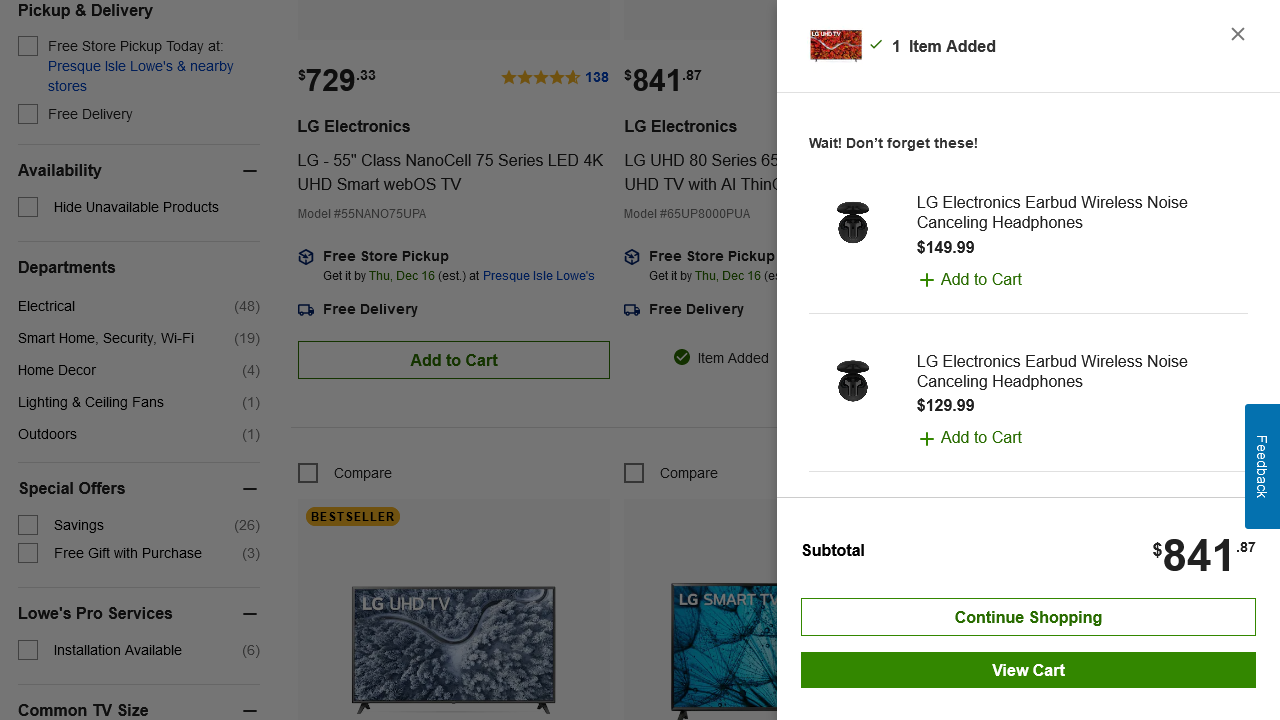 Pickup & Delivery
Free Store Pickup Today at:
Presque Isle Lowe's & nearby
stores
Free Delivery
Availability
Hide Unavailable Products
Departments
Electrical (48)
Smart Home, Security, Wi-Fi (19)
Home Decor (4)
Lighting & Ceiling Fans (1)
Outdoors (1)
Special Offers
Savings (26)
Free Gift with Purchase (3)
Lowe's Pro Services
Installation Available (6)
Common TV Size
$729.33 138
LG Electronics
LG - 55" Class NanoCell 75 Series LED 4K
UHD Smart webOS TV
Model #55NANO75UPA
Free Store Pickup
Get it by Thu, Dec 16 (est.) at Presque Isle Lowe's
Free Delivery
Add to Cart
Compare
BESTSELLER
LG UHD TV
$841.87
LG Electronics
LG UHD 80 Series 65
UHD TV with AI ThinQ
Model #65UP8000PUA
Free Store Pickup
Get it by Thu, Dec 16
Free Delivery
Item Added
Compare
LG SMART TV
LG UHD TV
1 Item Added
Wait! Don’t forget these!
LG Electronics Earbud Wireless Noise
Canceling Headphones
$149.99
Add to Cart
LG Electronics Earbud Wireless Noise
Canceling Headphones
$129.99
Add to Cart
Feedback
Subtotal $841.87
Continue Shopping
View Cart